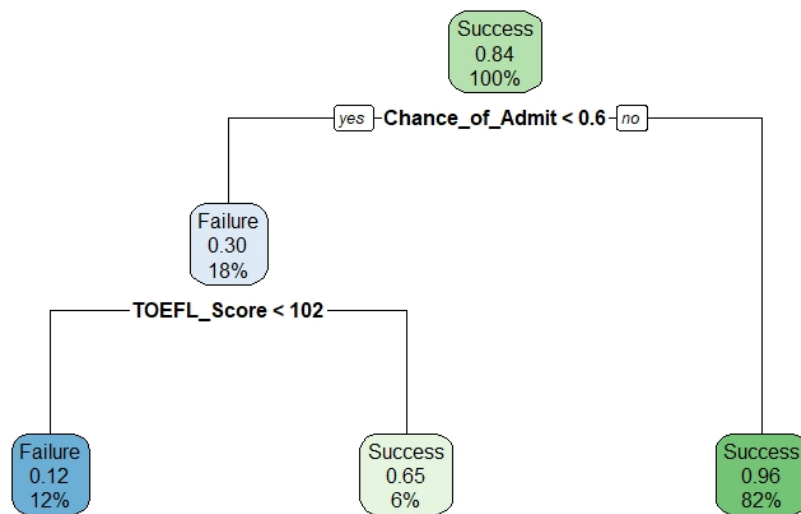 Success
0.84
100%
yes Chance_of_Admit < 0.6 no
Failure
0.30
18%
TOEFL_Score < 102
Failure
0.12
12%
Success
0.65
6%
Success
0.96
82%